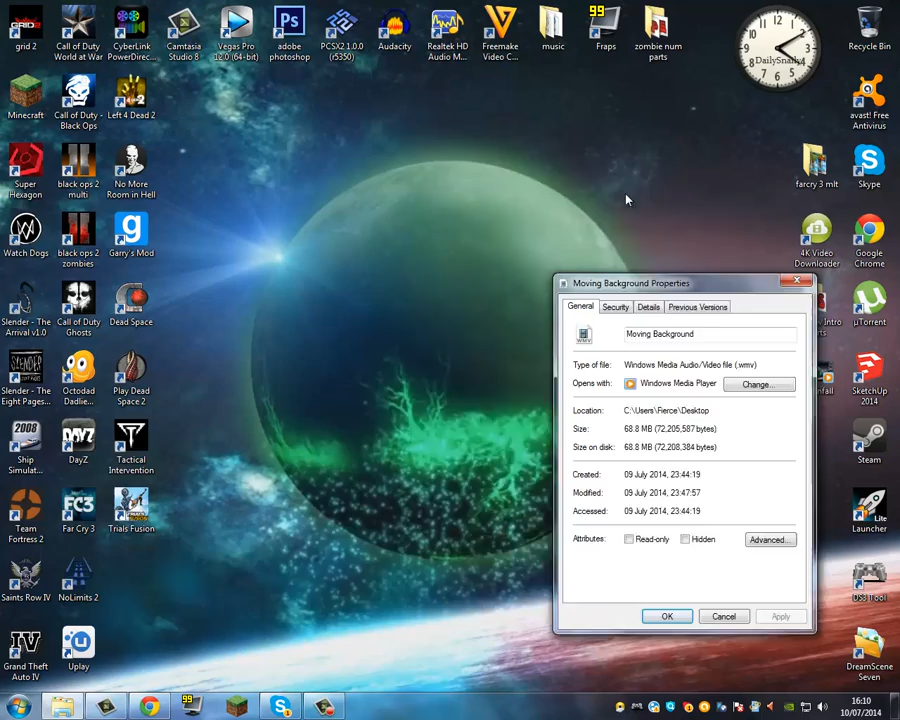 grid 2
Call of Duty
World at War
CyberLink
PowerDirec...
Camtasia
Studio 8
Vegas Pro
12.0 (64-bit)
adobe
photoshop
PCSX2 1.0.0
(r5350)
Audacity
Realtek HD
Audio M...
Freemake
Video C...
music
99
Fraps
zombie num
parts
DailySnally
Recycle Bin
Minecraft
Call of Duty -
Black Ops
Left 4 Dead 2
avast! Free
Antivirus
Super
Hexagon
black ops 2
multi
No More
Room in Hell
farcry 3 mlt
Skype
Watch Dogs
black ops 2
zombies
Garry's Mod
4K Video
Downloader
Google
Chrome
Slender - The
Arrival v1.0
Call of Duty
Ghosts
Dead Space
µTorrent
Slender - The
Eight Pages...
Octodad
Dadlie...
Play Dead
Space 2
SketchUp
2014
Ship
Simulat...
DayZ
Tactical
Intervention
Steam
Team
Fortress 2
Far Cry 3
Trials Fusion
Lite
Launcher
Saints Row IV
NoLimits 2
DS3 Tool
Grand Theft
Auto IV
Uplay
DreamScene
Seven
Moving Background Properties
General
Security
Details
Previous Versions
WMV
Moving Background
Type of file:
Windows Media Audio/Video file (.wmv)
Opens with:
Windows Media Player
Change...
Location:
C:\Users\Fierce\Desktop
Size:
68.8 MB (72,205,587 bytes)
Size on disk:
68.8 MB (72,208,384 bytes)
Created:
09 July 2014, 23:44:19
Modified:
09 July 2014, 23:47:57
Accessed:
09 July 2014, 23:44:19
Attributes:
Read-only
Hidden
Advanced...
OK
Cancel
Apply
99
16:10
10/07/2014